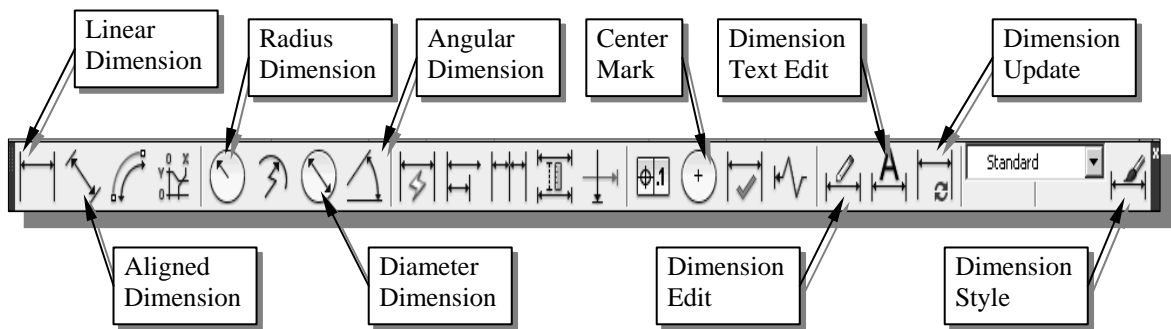 Linear
Dimension
Radius
Dimension
Angular
Dimension
Center
Mark
Dimension
Text Edit
Dimension
Update
O X
Y
O
.1
A
Standard
Aligned
Dimension
Diameter
Dimension
Dimension
Edit
Dimension
Style